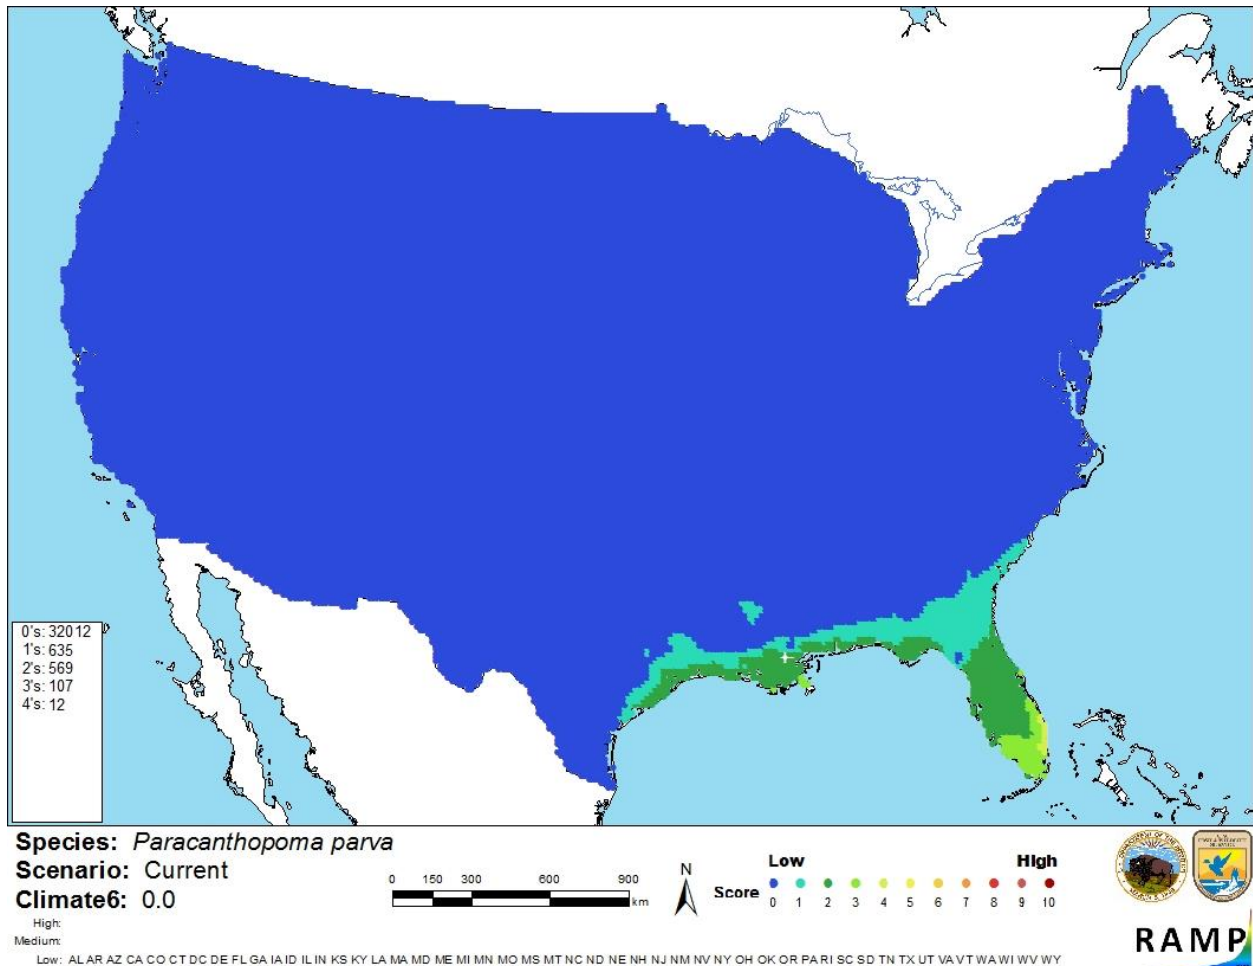 0's: 32012
1's: 635
2's: 569
3's: 107
4's: 12
Species: Paracanthopoma parva
Scenario: Current
Climate6: 0.0
High:
Medium:
Low: AL AR AZ CA CO CT DC DE FL GA IA ID IL IN KS KY LA MA MD ME MI MN MO MS MT NC ND NE NH NJ NM NV NY OH OK OR PA RI SC SD TN TX UT VA VT WA WI WV WY
0 150 300 600 900
km
N
Low High
Score 0 1 2 3 4 5 6 7 8 9 10
RAMP